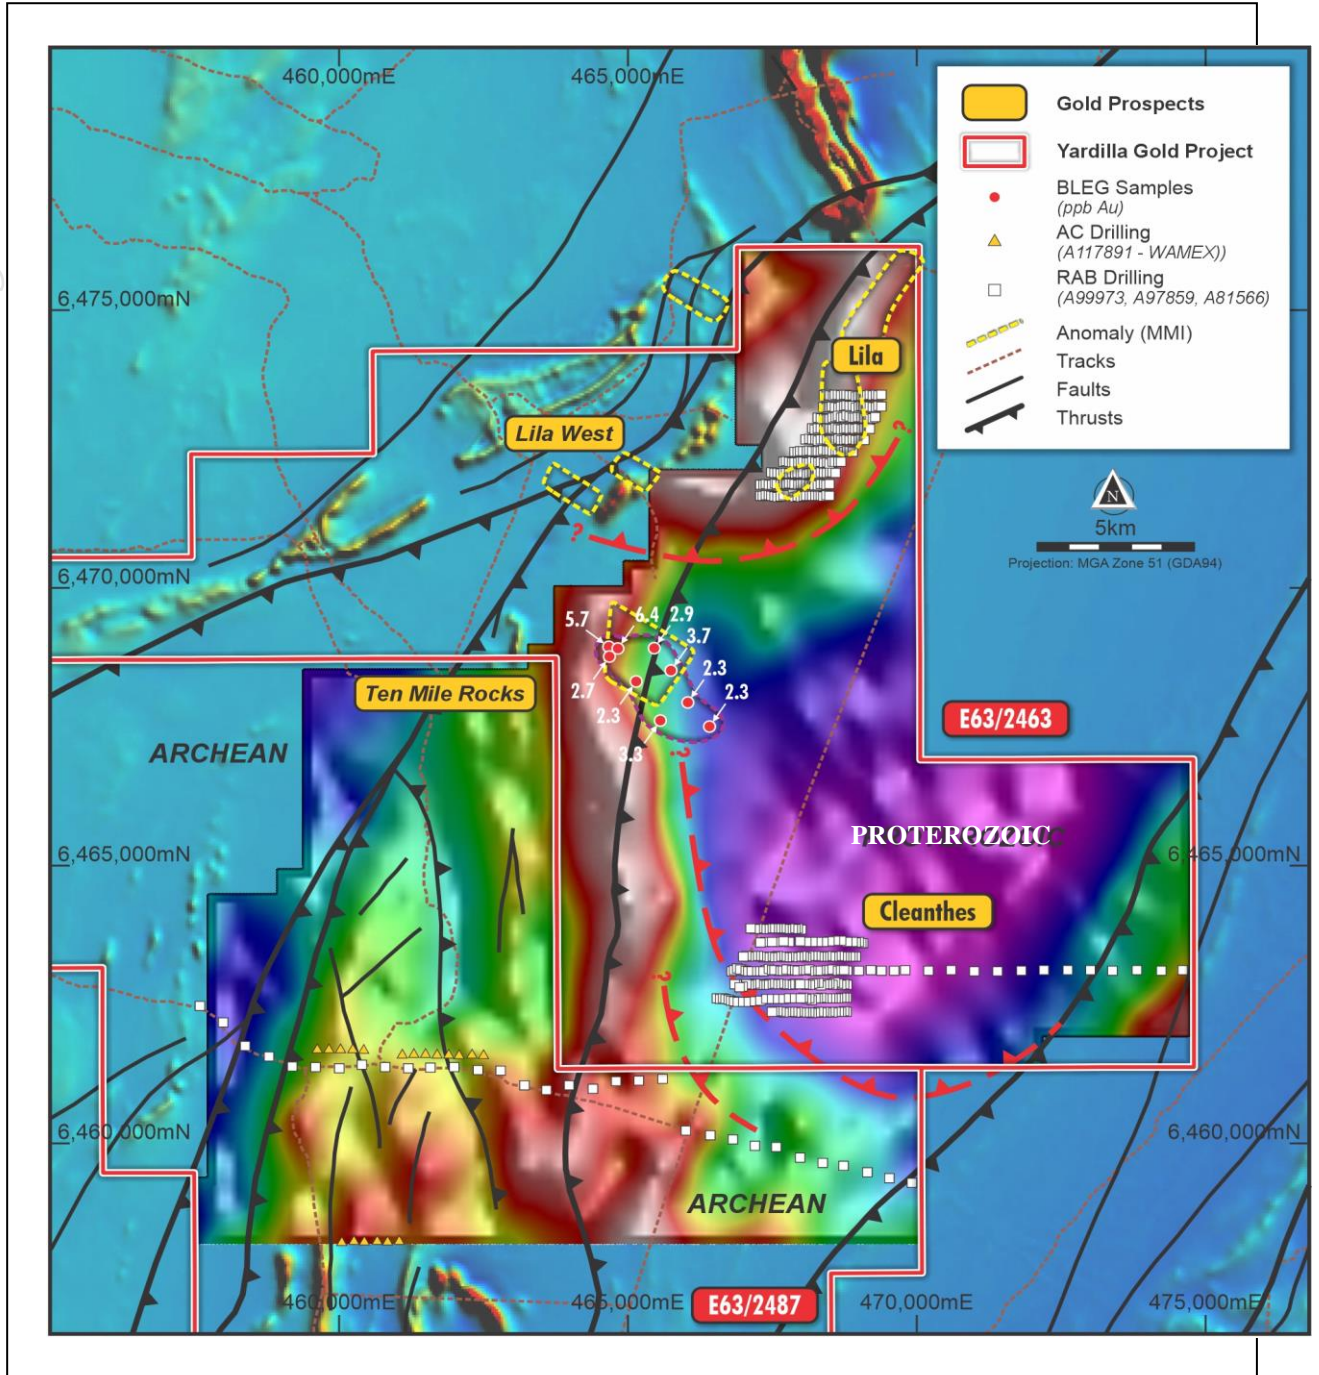 460,000mE
465,000mE
Gold Prospects
Yardilla Gold Project
BLEG Samples
(ppb Au)
AC Drilling
(A117891 - WAMEX))
RAB Drilling
(A99973, A97859, A81566)
Anomaly (MMI)
Tracks
Faults
Thrusts
6,475,000mN
Lila
Lila West
?
?
N
5km
Projection: MGA Zone 51 (GDA94)
6,470,000mN
5.7
6.4
2.9
3.7
2.3
2.3
2.7
2.3
3.3
Ten Mile Rocks
E63/2463
ARCHEAN
?
PROTEROZOIC
6,465,000mN
6,465,000mN
Cleanthes
?
6,460,000mN
6,460,000mN
ARCHEAN
460,000mE
465,000mE
E63/2487
470,000mE
475,000mE